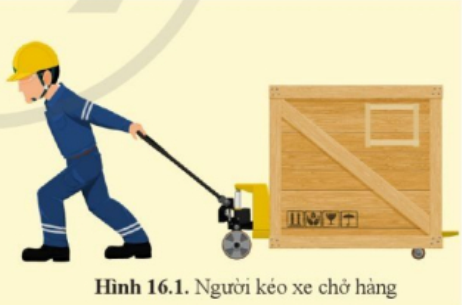 Hình 16.1. Người kéo xe chở hàng